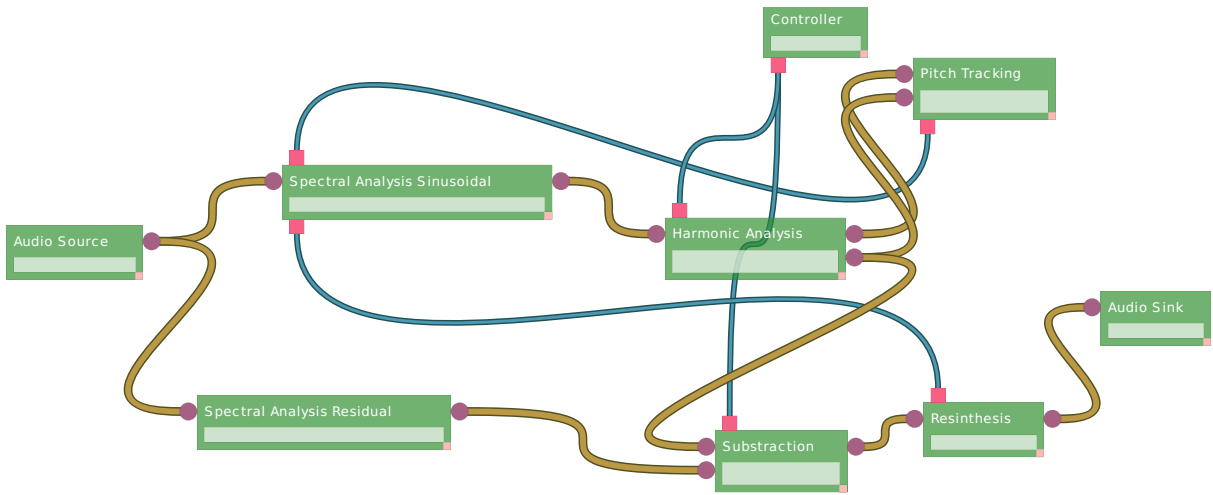 Controller
Pitch Tracking
Spectral Analysis Sinusoidal
Audio Source
Harmonic Analysis
Audio Sink
Spectral Analysis Residual
Resinthesis
Substraction